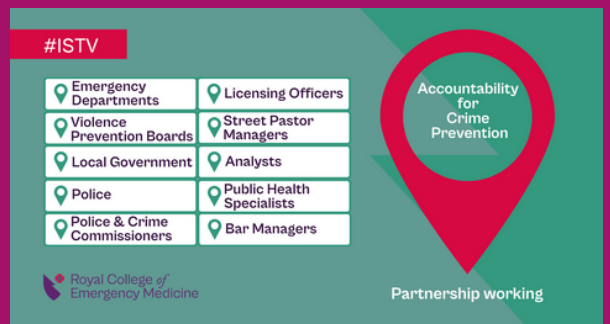 #ISTV
Emergency
Departments
Licensing Officers
Violence
Prevention Boards
Street Pastor
Managers
Local Government
Analysts
Police
Public Health
Specialists
Police & Crime
Commissioners
Bar Managers
Accountability
for
Crime
Prevention
Royal College of
Emergency Medicine
Partnership working